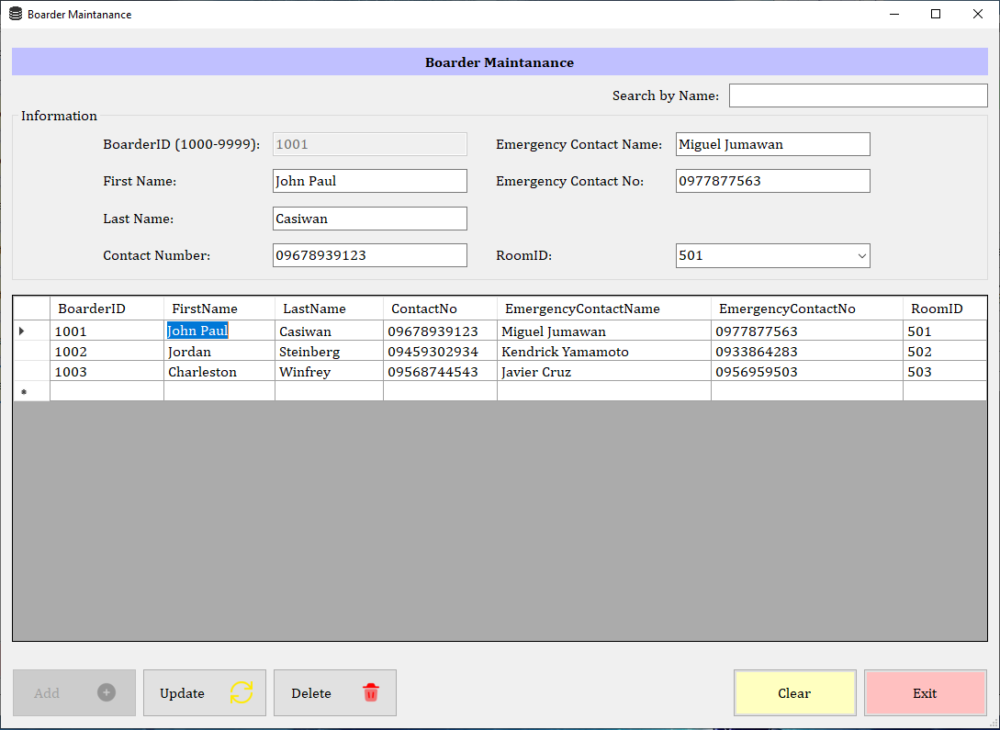 Boarder Maintanance
Boarder Maintanance
Search by Name:
Information
BoarderID (1000-9999): 1001 Emergency Contact Name: Miguel Jumawan
First Name: John Paul Emergency Contact No: 0977877563
Last Name: Casiwan
Contact Number: 09678939123 RoomID: 501
BoarderID FirstName LastName ContactNo EmergencyContactName EmergencyContactNo RoomID
1001 John Paul Casiwan 09678939123 Miguel Jumawan 0977877563 501
1002 Jordan Steinberg 09459302934 Kendrick Yamamoto 0933864283 502
1003 Charleston Winfrey 09568744543 Javier Cruz 0956959503 503
Add Update Delete Clear Exit